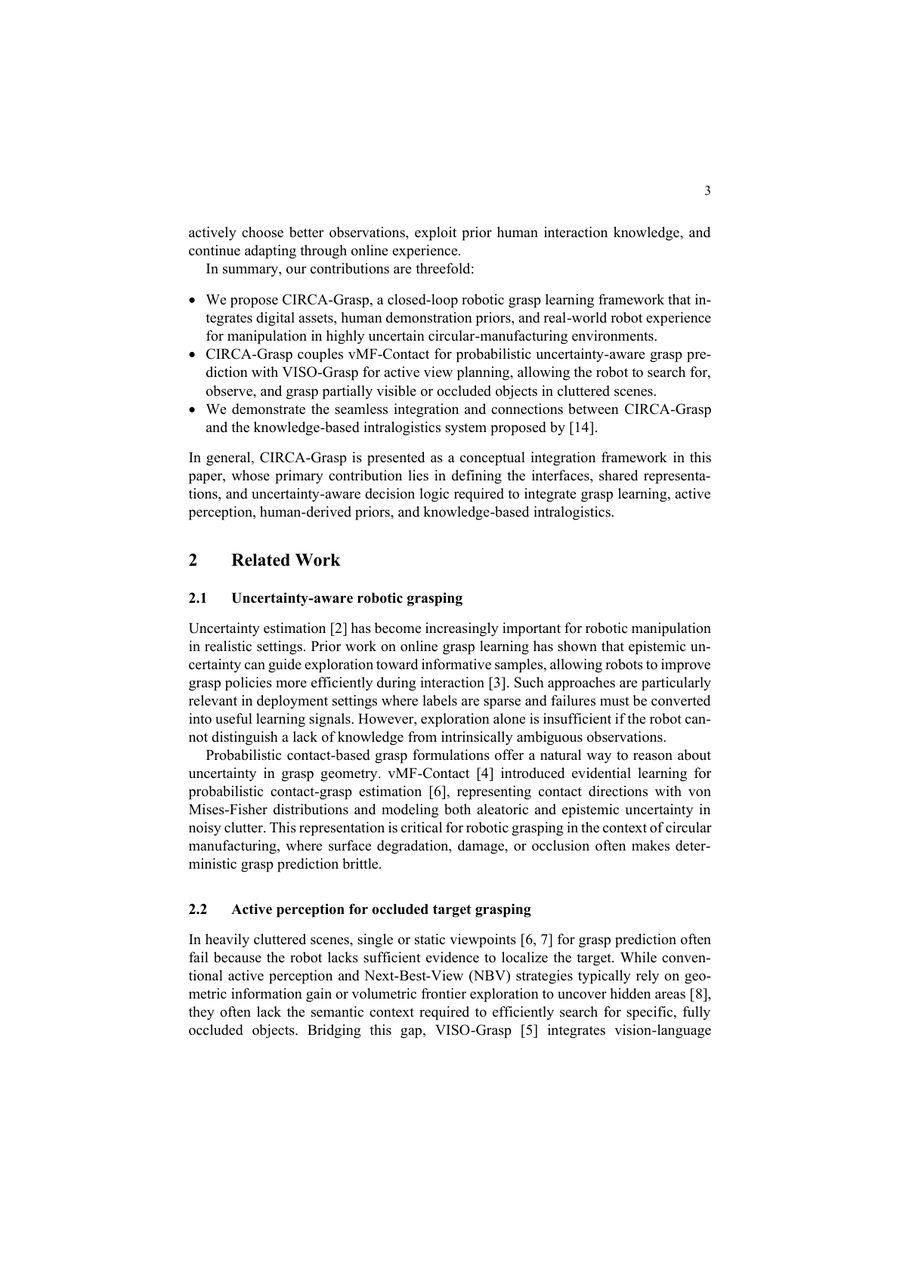 3
actively choose better observations, exploit prior human interaction knowledge, and
continue adapting through online experience.
In summary, our contributions are threefold:
• We propose CIRCA-Grasp, a closed-loop robotic grasp learning framework that in-
tegrates digital assets, human demonstration priors, and real-world robot experience
for manipulation in highly uncertain circular-manufacturing environments.
• CIRCA-Grasp couples vMF-Contact for probabilistic uncertainty-aware grasp pre-
diction with VISO-Grasp for active view planning, allowing the robot to search for,
observe, and grasp partially visible or occluded objects in cluttered scenes.
• We demonstrate the seamless integration and connections between CIRCA-Grasp
and the knowledge-based intralogistics system proposed by [14].
In general, CIRCA-Grasp is presented as a conceptual integration framework in this
paper, whose primary contribution lies in defining the interfaces, shared representa-
tions, and uncertainty-aware decision logic required to integrate grasp learning, active
perception, human-derived priors, and knowledge-based intralogistics.
2 Related Work
2.1 Uncertainty-aware robotic grasping
Uncertainty estimation [2] has become increasingly important for robotic manipulation
in realistic settings. Prior work on online grasp learning has shown that epistemic un-
certainty can guide exploration toward informative samples, allowing robots to improve
grasp policies more efficiently during interaction [3]. Such approaches are particularly
relevant in deployment settings where labels are sparse and failures must be converted
into useful learning signals. However, exploration alone is insufficient if the robot can-
not distinguish a lack of knowledge from intrinsically ambiguous observations.
Probabilistic contact-based grasp formulations offer a natural way to reason about
uncertainty in grasp geometry. vMF-Contact [4] introduced evidential learning for
probabilistic contact-grasp estimation [6], representing contact directions with von
Mises-Fisher distributions and modeling both aleatoric and epistemic uncertainty in
noisy clutter. This representation is critical for robotic grasping in the context of circular
manufacturing, where surface degradation, damage, or occlusion often makes deter-
ministic grasp prediction brittle.
2.2 Active perception for occluded target grasping
In heavily cluttered scenes, single or static viewpoints [6, 7] for grasp prediction often
fail because the robot lacks sufficient evidence to localize the target. While conven-
tional active perception and Next-Best-View (NBV) strategies typically rely on geo-
metric information gain or volumetric frontier exploration to uncover hidden areas [8],
they often lack the semantic context required to efficiently search for specific, fully
occluded objects. Bridging this gap, VISO-Grasp [5] integrates vision-language